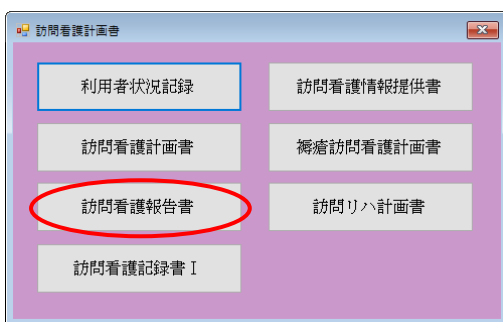 訪問看護計画書
利用者状況記録
訪問看護情報提供書
訪問看護計画書
褥瘡訪問看護計画書
訪問看護報告書
訪問リハ計画書
訪問看護記録書Ⅰ